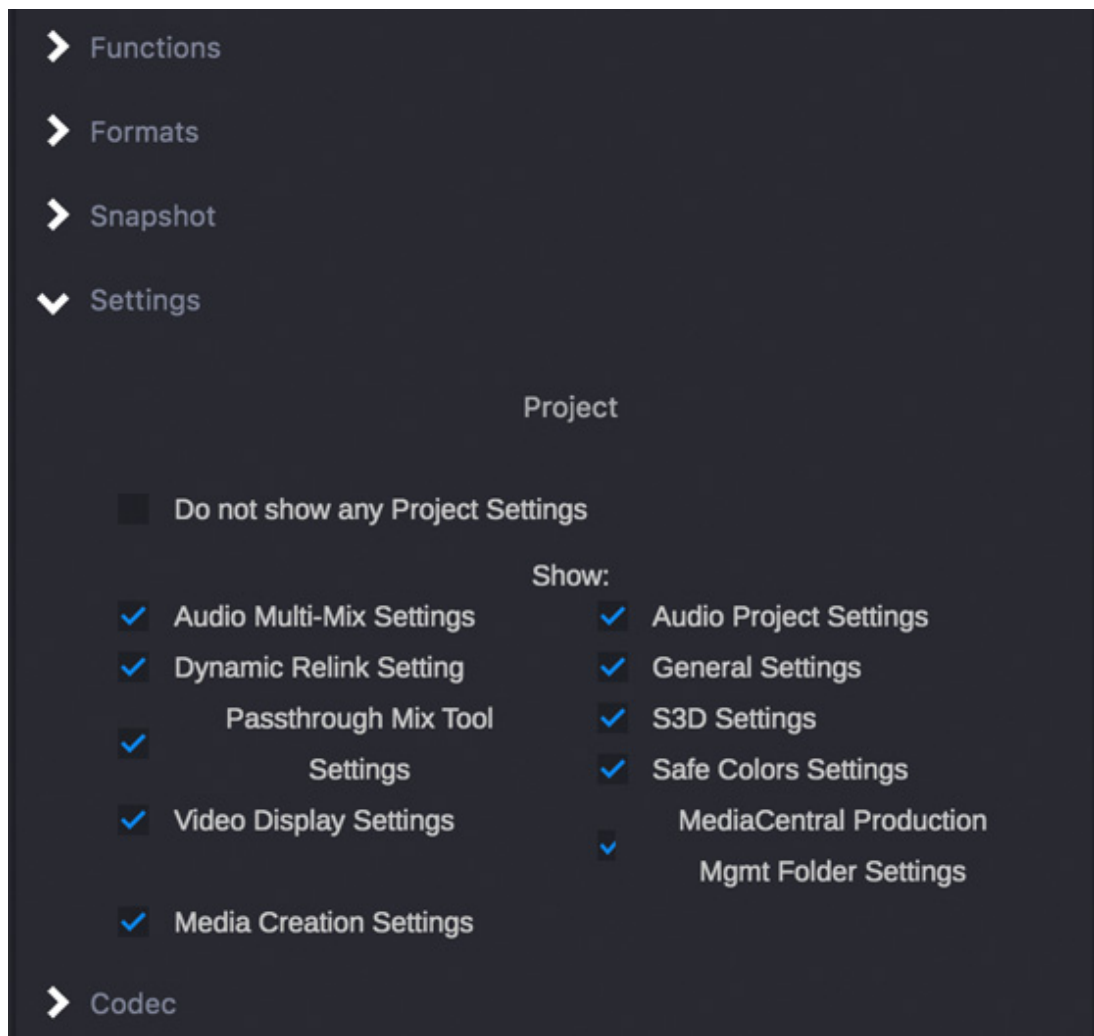 Functions
Formats
Snapshot
Settings
Project
Do not show any Project Settings
Show:
Audio Multi-Mix Settings
Audio Project Settings
Dynamic Relink Setting
General Settings
Passthrough Mix Tool
Settings
S3D Settings
Safe Colors Settings
Video Display Settings
MediaCentral Production
Mgmt Folder Settings
Media Creation Settings
Codec